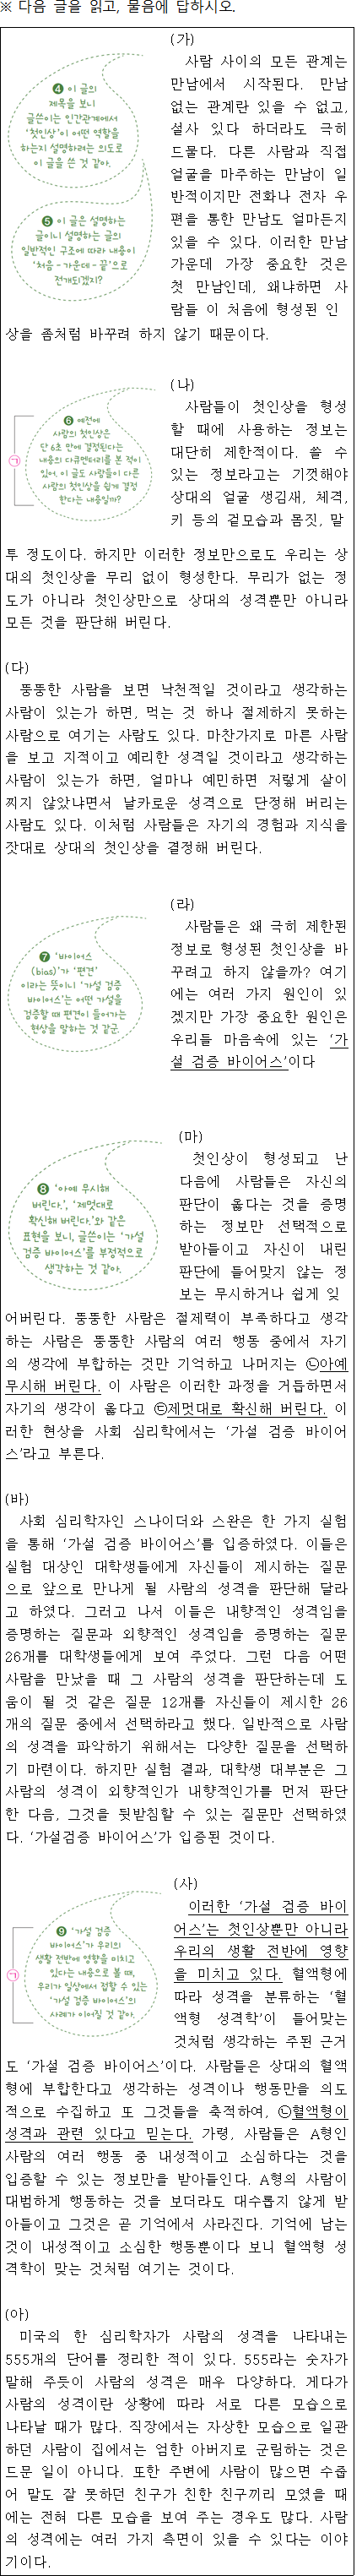 ※ 다음 글을 읽고, 물음에 답하시오.
(가)
❹ 이 글의
제목을 보니
글쓴이는 인간관계에서
'첫인상'이 어떤 역할을
하는지 설명하려는 의도로
이 글을 쓴 것 같아.
❺ 이 글은 설명하는
글이니 설명하는 글의
일반적인 구조에 따라 내용이
'처음 - 가운데 - 끝'으로
전개되겠지?
사람 사이의 모든 관계는
만남에서 시작된다. 만남
없는 관계란 있을 수 없고,
설사 있다 하더라도 극히
드물다. 다른 사람과 직접
얼굴을 마주하는 만남이 일
반적이지만 전화나 전자 우
편을 통한 만남도 얼마든지
있을 수 있다. 이러한 만남
가운데 가장 중요한 것은
첫 만남인데, 왜냐하면 사
람들 이 처음에 형성된 인
상을 좀처럼 바꾸려 하지 않기 때문이다.
(나)
㉠
❻ 예전에
사람의 첫인상은
단 6초 만에 결정된다는
내용의 다큐멘터리를 본 적이
있어. 이 글도 사람들이 다른
사람의 첫인상을 쉽게 결정
한다는 내용일까?
사람들이 첫인상을 형성
할 때에 사용하는 정보는
대단히 제한적이다. 쓸 수
있는 정보라고는 기껏해야
상대의 얼굴 생김새, 체격,
키 등의 겉모습과 몸짓, 말
투 정도이다. 하지만 이러한 정보만으로도 우리는 상
대의 첫인상을 무리 없이 형성한다. 무리가 없는 정
도가 아니라 첫인상만으로 상대의 성격뿐만 아니라
모든 것을 판단해 버린다.
(다)
뚱뚱한 사람을 보면 낙천적일 것이라고 생각하는
사람이 있는가 하면, 먹는 것 하나 절제하지 못하는
사람으로 여기는 사람도 있다. 마찬가지로 마른 사람
을 보고 지적이고 예리한 성격일 것이라고 생각하는
사람이 있는가 하면, 얼마나 예민하면 저렇게 살이
찌지 않았냐면서 날카로운 성격으로 단정해 버리는
사람도 있다. 이처럼 사람들은 자기의 경험과 지식을
잣대로 상대의 첫인상을 결정해 버린다.
(라)
❼ '바이어스
(bias)'가 '편견'
이라는 뜻이니 '가설 검증
바이어스'는 어떤 가설을
검증할 때 편견이 들어가는
현상을 말하는 것 같군.
사람들은 왜 극히 제한된
정보로 형성된 첫인상을 바
꾸려고 하지 않을까? 여기
에는 여러 가지 원인이 있
겠지만 가장 중요한 원인은
우리들 마음속에 있는 '가
설 검증 바이어스'이다
(마)
❽ '아예 무시해
버린다.', '제멋대로
확신해 버린다.'와 같은
표현을 보니, 글쓴이는 '가설
검증 바이어스'를 부정적으로
생각하는 것 같아.
첫인상이 형성되고 난
다음에 사람들은 자신의
판단이 옳다는 것을 증명
하는 정보만 선택적으로
받아들이고 자신이 내린
판단에 들어맞지 않는 정
보는 무시하거나 쉽게 잊
어버린다. 뚱뚱한 사람은 절제력이 부족하다고 생각
하는 사람은 뚱뚱한 사람의 여러 행동 중에서 자기
의 생각에 부합하는 것만 기억하고 나머지는 ㉡아예
무시해 버린다. 이 사람은 이러한 과정을 거듭하면서
자기의 생각이 옳다고 ㉢제멋대로 확신해 버린다. 이
러한 현상을 사회 심리학에서는 '가설 검증 바이어
스'라고 부른다.
(바)
사회 심리학자인 스나이더와 스완은 한 가지 실험
을 통해 '가설 검증 바이어스'를 입증하였다. 이들은
실험 대상인 대학생들에게 자신들이 제시하는 질문
으로 앞으로 만나게 될 사람의 성격을 판단해 달라
고 하였다. 그러고 나서 이들은 내향적인 성격임을
증명하는 질문과 외향적인 성격임을 증명하는 질문
26개를 대학생들에게 보여 주었다. 그런 다음 어떤
사람을 만났을 때 그 사람의 성격을 판단하는데 도
움이 될 것 같은 질문 12개를 자신들이 제시한 26
개의 질문 중에서 선택하라고 했다. 일반적으로 사람
의 성격을 파악하기 위해서는 다양한 질문을 선택하
기 마련이다. 하지만 실험 결과, 대학생 대부분은 그
사람의 성격이 외향적인가 내향적인가를 먼저 판단
한 다음, 그것을 뒷받침할 수 있는 질문만 선택하였
다. '가설검증 바이어스'가 입증된 것이다.
(사)
㉠
❾ '가설 검증
바이어스'가 우리의
생활 전반에 영향을 미치고
있다는 내용으로 볼 때,
우리가 일상에서 접할 수 있는
'가설 검증 바이어스'의
사례가 이어질 것 같아.
이러한 '가설 검증 바이
어스'는 첫인상뿐만 아니라
우리의 생활 전반에 영향
을 미치고 있다. 혈액형에
따라 성격을 분류하는 '혈
액형 성격학'이 들어맞는
것처럼 생각하는 주된 근거
도 '가설 검증 바이어스'이다. 사람들은 상대의 혈액
형에 부합한다고 생각하는 성격이나 행동만을 의도
적으로 수집하고 또 그것들을 축적하여, ㉡혈액형이
성격과 관련 있다고 믿는다. 가령, 사람들은 A형인
사람의 여러 행동 중 내성적이고 소심하다는 것을
입증할 수 있는 정보만을 받아들인다. A형의 사람이
대범하게 행동하는 것을 보더라도 대수롭지 않게 받
아들이고 그것은 곧 기억에서 사라진다. 기억에 남는
것이 내성적이고 소심한 행동뿐이다 보니 혈액형 성
격학이 맞는 것처럼 여기는 것이다.
(아)
미국의 한 심리학자가 사람의 성격을 나타내는
555개의 단어를 정리한 적이 있다. 555라는 숫자가
말해 주듯이 사람의 성격은 매우 다양하다. 게다가
사람의 성격이란 상황에 따라 서로 다른 모습으로
나타날 때가 많다. 직장에서는 자상한 모습으로 일관
하던 사람이 집에서는 엄한 아버지로 군림하는 것은
드문 일이 아니다. 또한 주변에 사람이 많으면 수줍
어 말도 잘 못하던 친구가 친한 친구끼리 모였을 때
에는 전혀 다른 모습을 보여 주는 경우도 많다. 사람
의 성격에는 여러 가지 측면이 있을 수 있다는 이야
기이다.